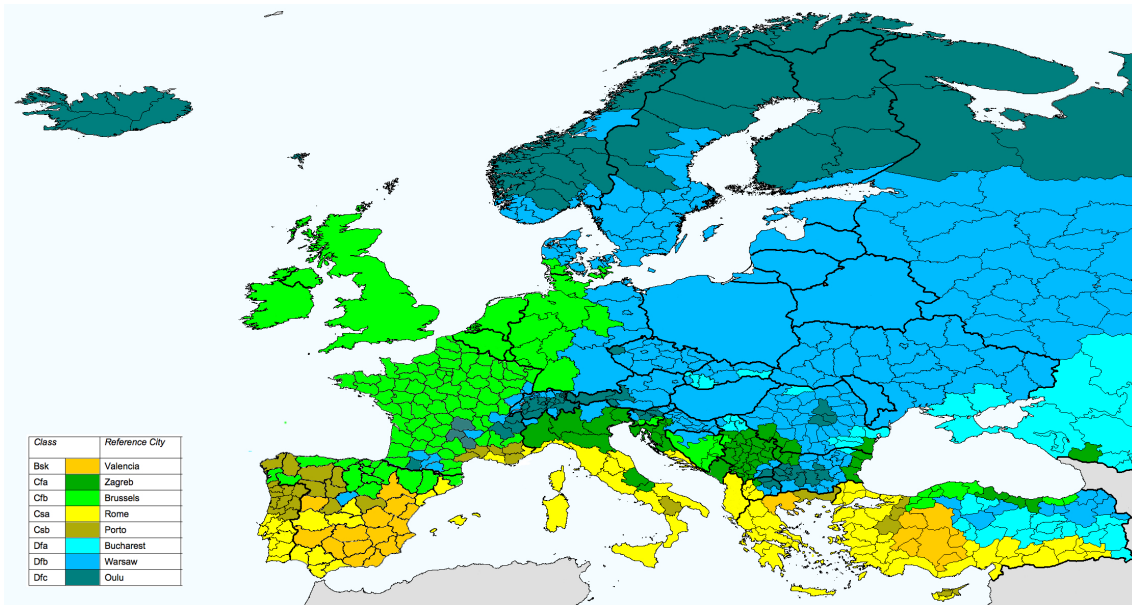 Class Reference City
Bsk Valencia
Cfa Zagreb
Cfb Brussels
Csa Rome
Csb Porto
Dfa Bucharest
Dfb Warsaw
Dfc Oulu